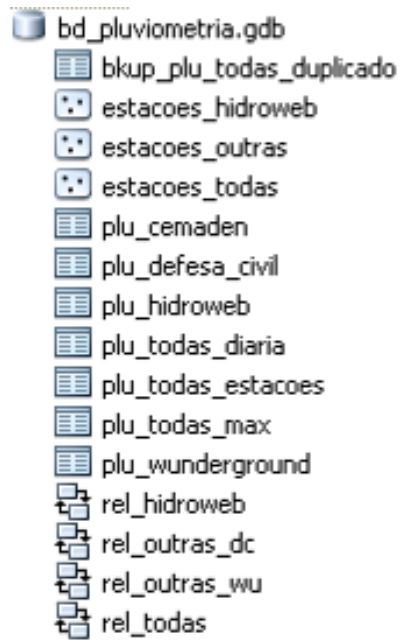 bd_pluviometria.gdb
bkup_plu_todas_duplicado
estacoes_hidroweb
estacoes_outras
estacoes_todas
plu_cemaden
plu_defesa_civil
plu_hidroweb
plu_todas_diaria
plu_todas_estacoes
plu_todas_max
plu_wunderground
rel_hidroweb
rel_outras_dc
rel_outras_wu
rel_todas